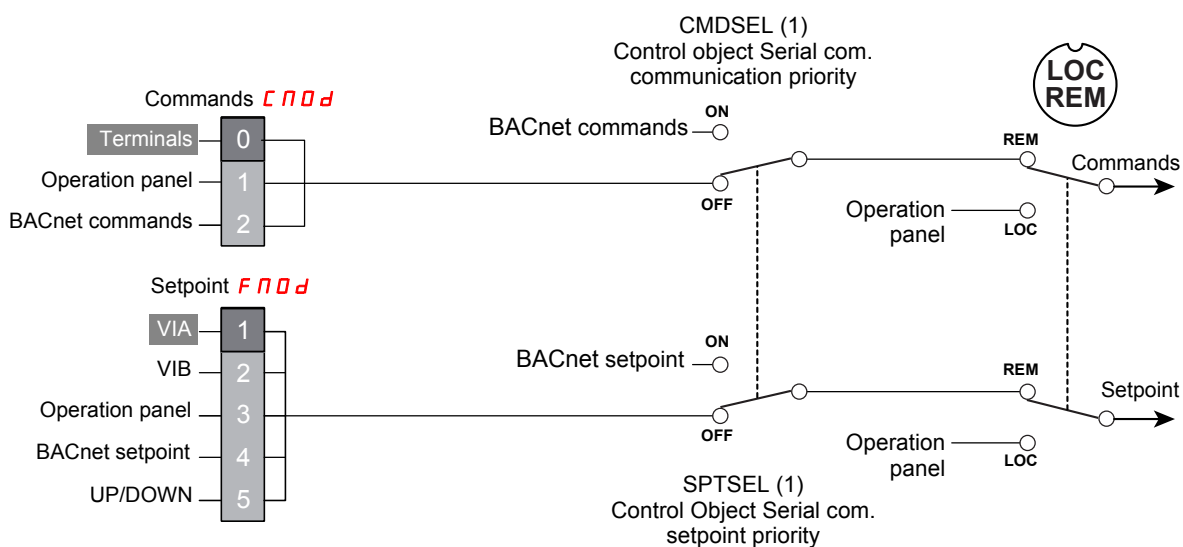 CMDSEL (1)
Control object Serial com.
communication priority
LOC
REM
Commands CMOd
Terminals 0
Operation panel 1
BACnet commands 2
BACnet commands
ON
OFF
REM
Commands
Operation
panel
LOC
Setpoint FMOd
VIA 1
VIB 2
Operation panel 3
BACnet setpoint 4
UP/DOWN 5
BACnet setpoint
ON
OFF
REM
Setpoint
Operation
panel
LOC
SPTSEL (1)
Control Object Serial com.
setpoint priority